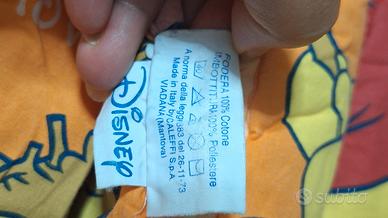 FODERA 100% Cotone
IMBOTTITURA 100% Poliestere
A norma della legge 883 del 26-11-73
Made in Italy by CALEFFI S.p.A.
VIADANA (Mantova)
DISNEY
subito